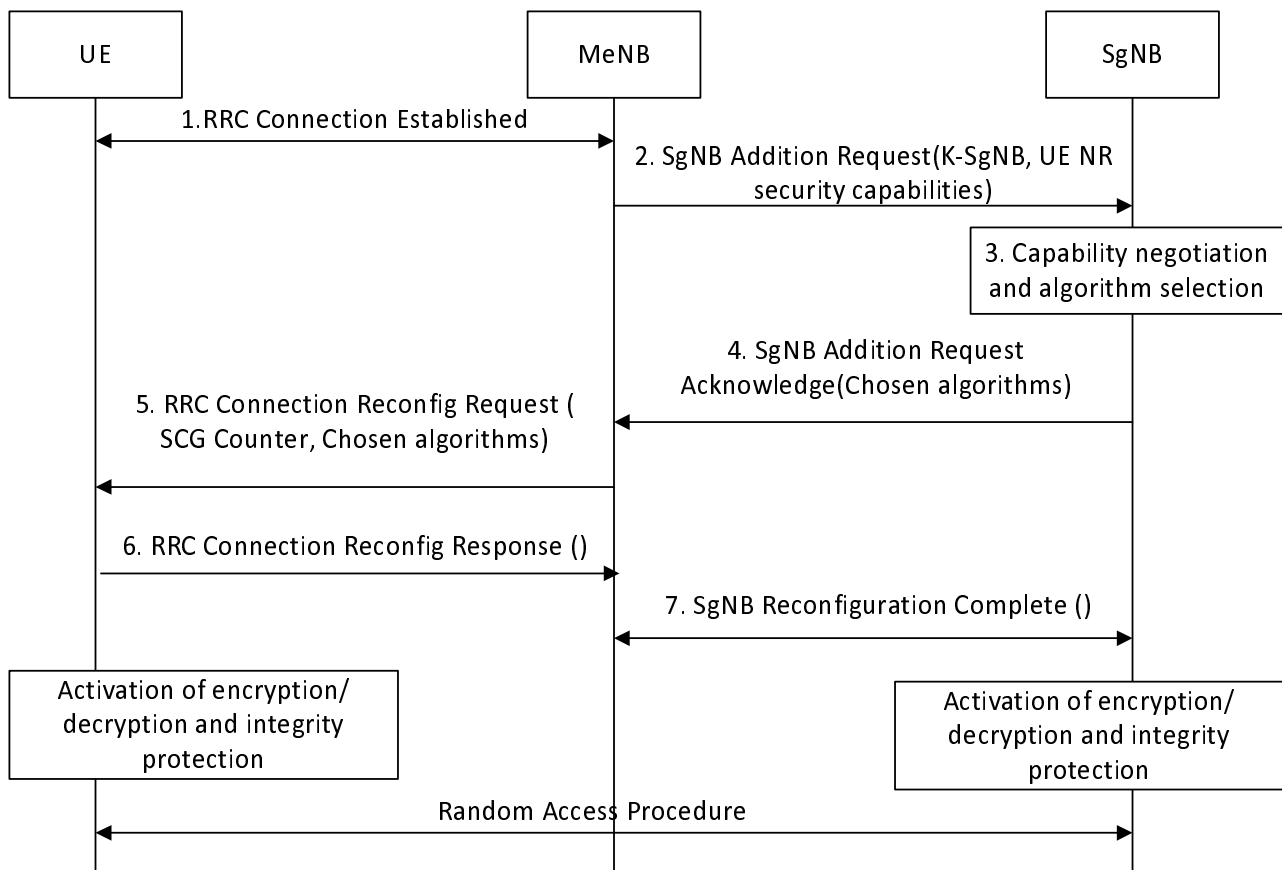 UE
MeNB
SgNB
1.RRC Connection Established
2. SgNB Addition Request(K-SgNB, UE NR
security capabilities)
3. Capability negotiation
and algorithm selection
4. SgNB Addition Request
Acknowledge(Chosen algorithms)
5. RRC Connection Reconfig Request (
SCG Counter, Chosen algorithms)
6. RRC Connection Reconfig Response ()
7. SgNB Reconfiguration Complete ()
Activation of encryption/
decryption and integrity
protection
Activation of encryption/
decryption and integrity
protection
Random Access Procedure